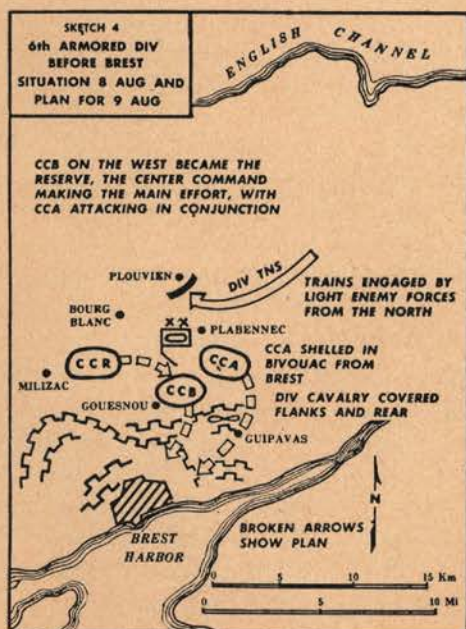 SKETCH 4
6th ARMORED DIV
BEFORE BREST
SITUATION 8 AUG AND
PLAN FOR 9 AUG
ENGLISH CHANNEL
CCB ON THE WEST BECAME THE
RESERVE, THE CENTER COMMAND
MAKING THE MAIN EFFORT, WITH
CCA ATTACKING IN CONJUNCTION
PLOUVIEN
DIV TNS
TRAINS ENGAGED BY
LIGHT ENEMY FORCES
FROM THE NORTH
BOURG
BLANC
XX
PLABENNEC
CCR
CCA
CCA SHELLED IN
BIVOUAC FROM
BREST
MILIZAC
CCB
DIV CAVALRY COVERED
FLANKS AND REAR
GOUESNOU
GUIPAVAS
N
BREST
HARBOR
BROKEN ARROWS
SHOW PLAN
0 5 10 15 Km
0 5 10 Mi